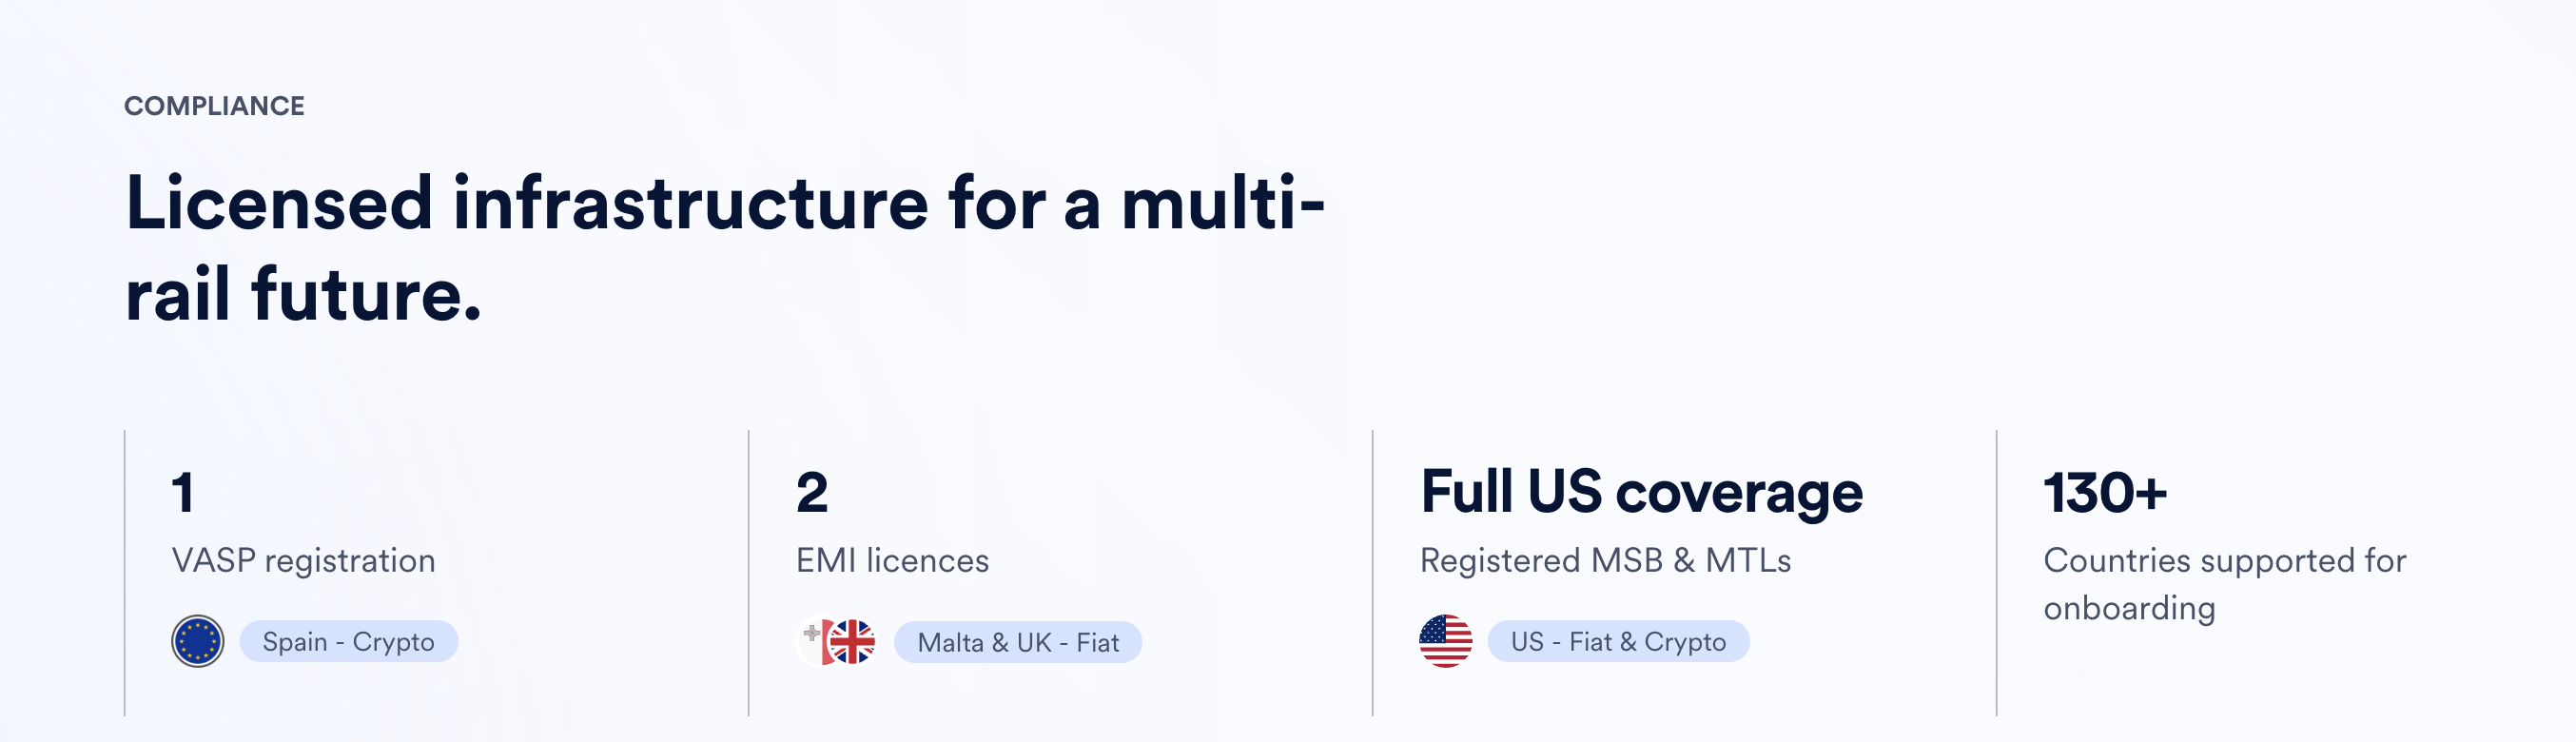 COMPLIANCE
Licensed infrastructure for a multi-
rail future.
1
VASP registration
Spain - Crypto
2
EMI licences
Malta & UK - Fiat
Full US coverage
Registered MSB & MTLs
US - Fiat & Crypto
130+
Countries supported for
onboarding